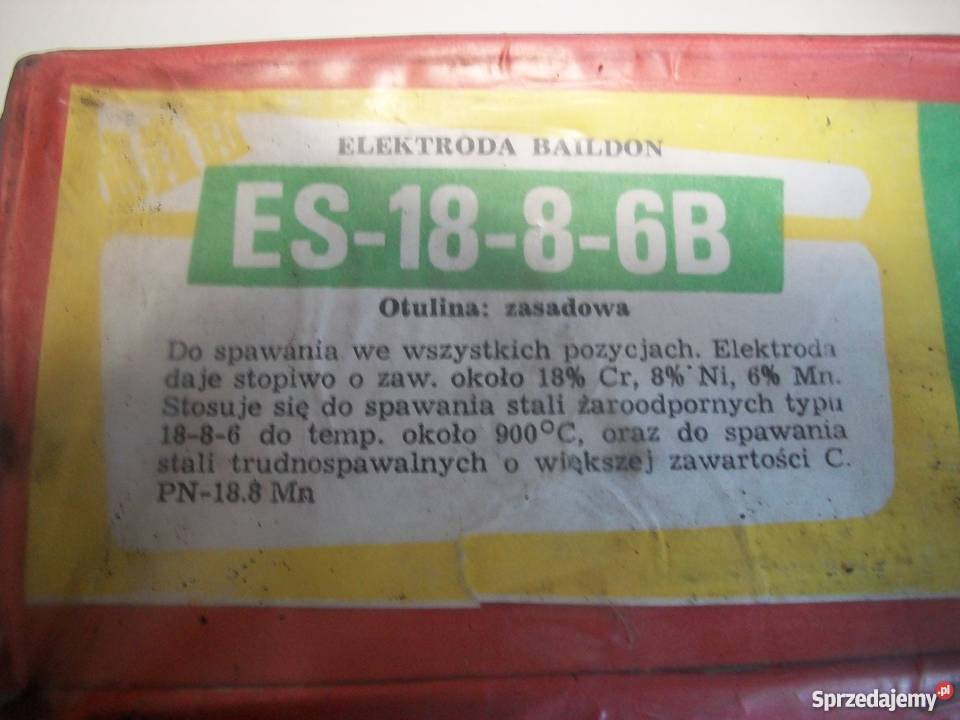 ELEKTRODA BAILDON
ES-18-8-6B
Otulina: zasadowa
Do spawania we wszystkich pozycjach. Elektroda
daje stopiwo o zaw. około 18% Cr, 8% Ni, 6% Mn.
Stosuje się do spawania stali żaroodpornych typu
18-8-6 do temp. około 900°C, oraz do spawania
stali trudnospawalnych o większej zawartości C.
PN-18.8 Mn
Sprzedajemy.pl